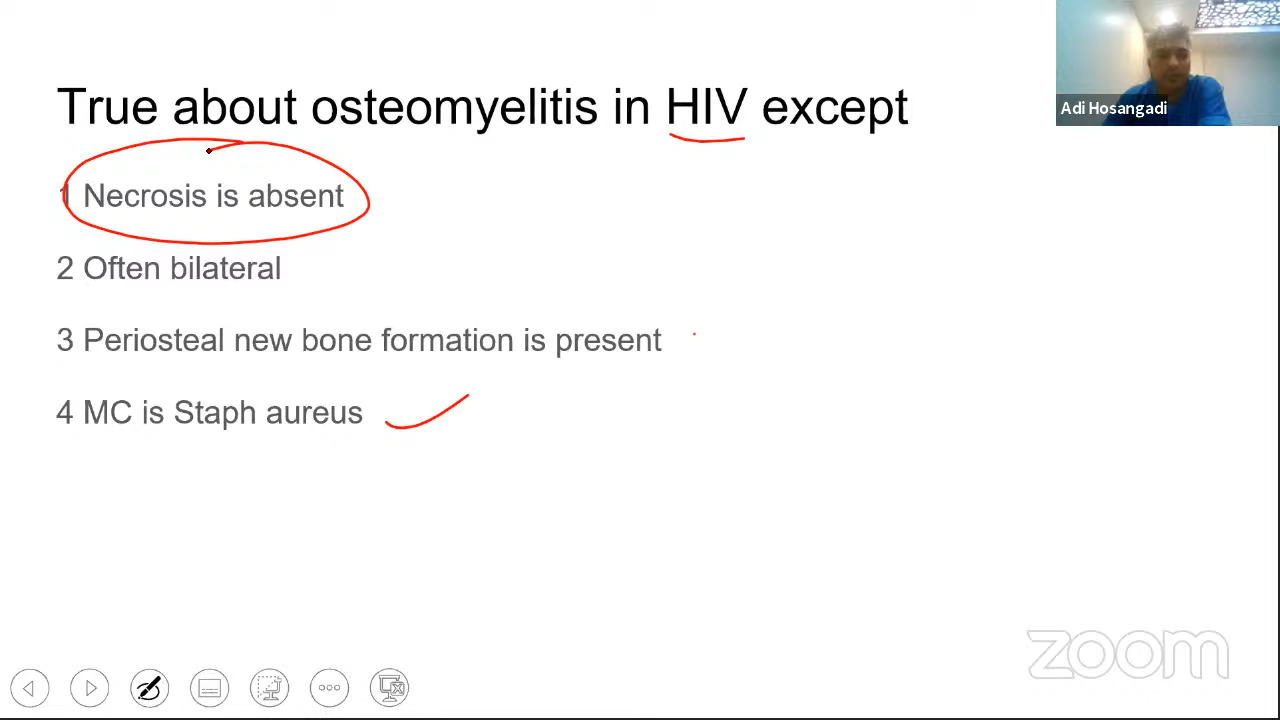 True about osteomyelitis in HIV except
Adi Hosangadi
1 Necrosis is absent
2 Often bilateral
3 Periosteal new bone formation is present
4 MC is Staph aureus
zoom